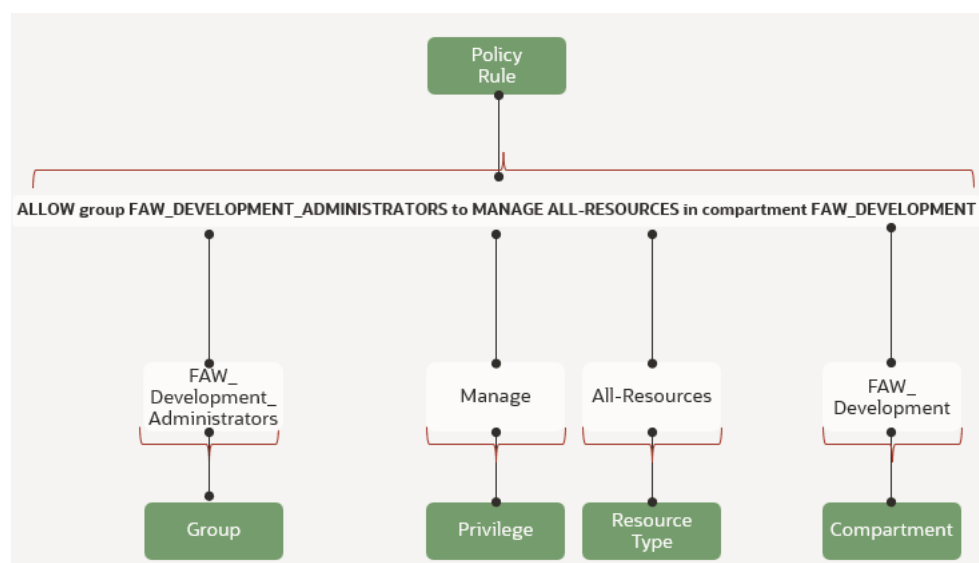 Policy
Rule
ALLOW group FAW_DEVELOPMENT_ADMINISTRATORS to MANAGE ALL-RESOURCES in compartment FAW_DEVELOPMENT
FAW_
Development_
Administrators
Manage
All-Resources
FAW_
Development
Group
Privilege
Resource
Type
Compartment